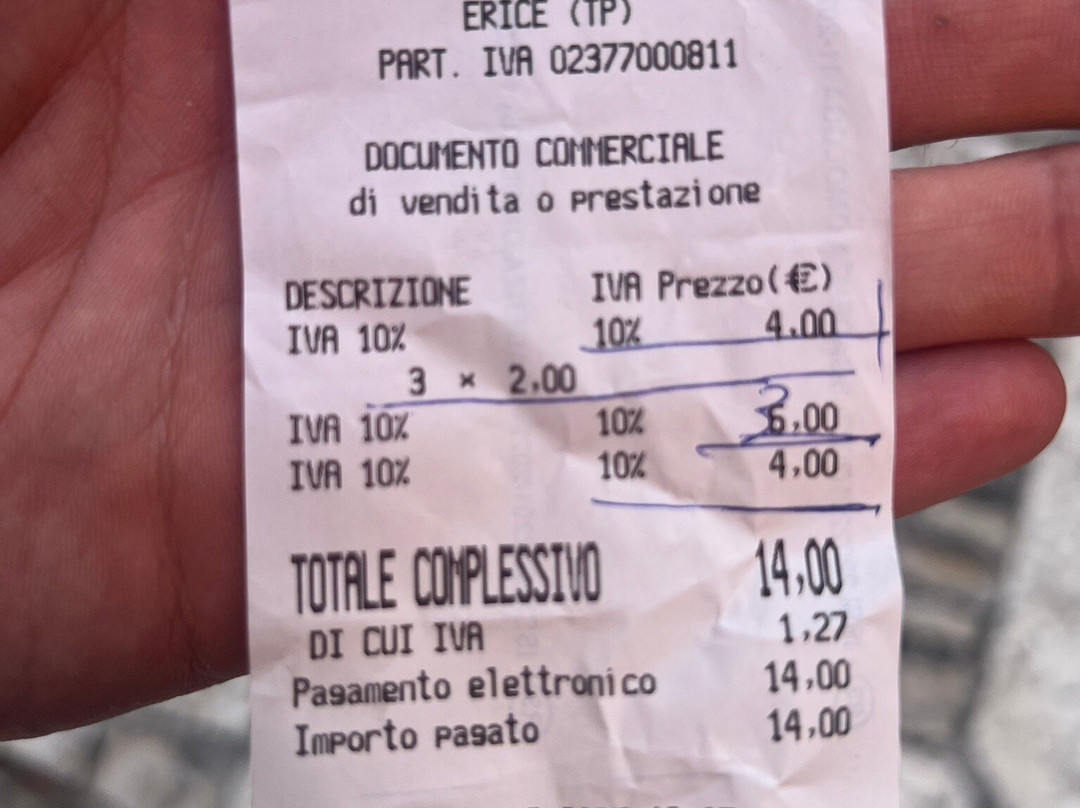 ERICE (TP)
PART. IVA 02377000811
DOCUMENTO COMMERCIALE
di vendita o prestazione
DESCRIZIONE IVA Prezzo(€)
IVA 10% 10% 4,00
3 × 2,00
IVA 10% 10% 6,00
3
IVA 10% 10% 4,00
TOTALE COMPLESSIVO 14,00
DI CUI IVA 1,27
Pagamento elettronico 14,00
Importo pagato 14,00